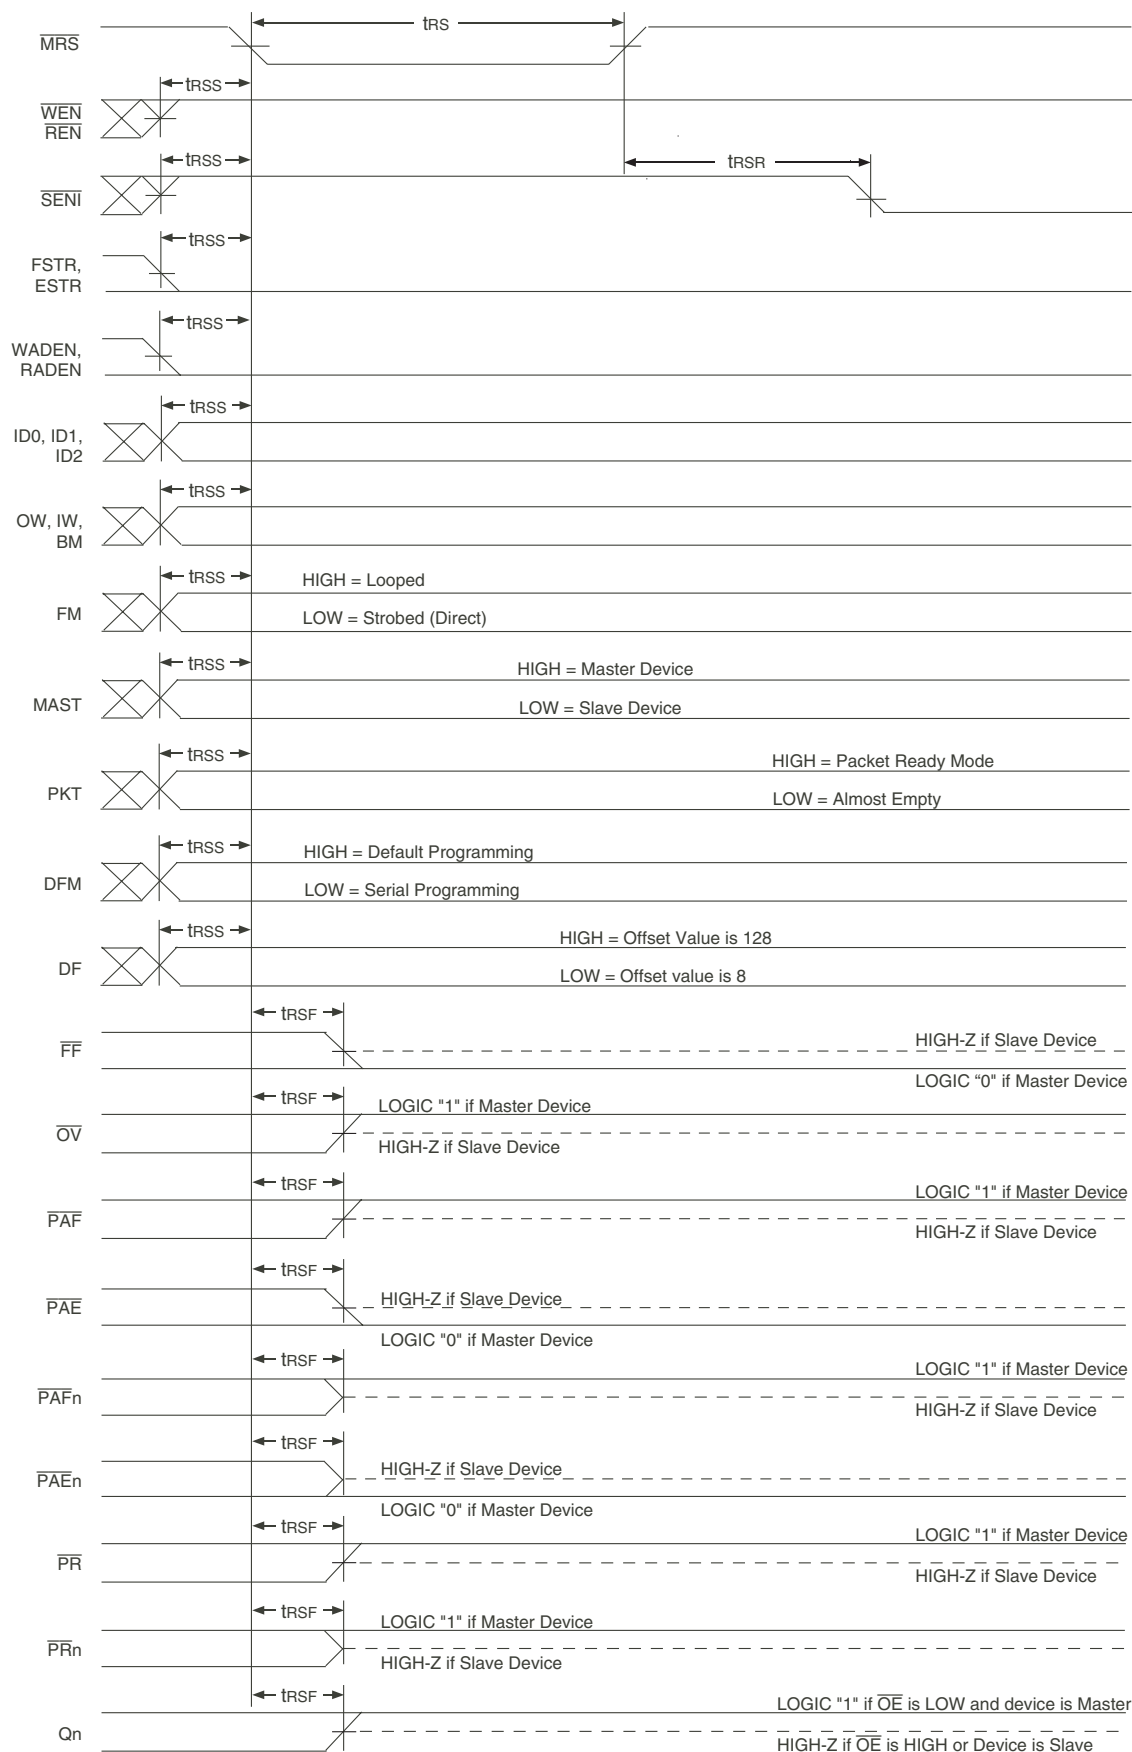 tRS
MRS
tRSS
WEN
REN
tRSS
tRSR
SENI
tRSS
FSTR,
ESTR
tRSS
WADEN,
RADEN
tRSS
ID0, ID1,
ID2
tRSS
OW, IW,
BM
tRSS
HIGH = Looped
FM
LOW = Strobed (Direct)
tRSS
HIGH = Master Device
MAST
LOW = Slave Device
tRSS
HIGH = Packet Ready Mode
PKT
LOW = Almost Empty
tRSS
HIGH = Default Programming
DFM
LOW = Serial Programming
tRSS
HIGH = Offset Value is 128
DF
LOW = Offset value is 8
tRSF
FF
HIGH-Z if Slave Device
LOGIC "0" if Master Device
tRSF
LOGIC "1" if Master Device
OV
HIGH-Z if Slave Device
tRSF
LOGIC "1" if Master Device
PAF
HIGH-Z if Slave Device
tRSF
PAE
HIGH-Z if Slave Device
LOGIC "0" if Master Device
tRSF
LOGIC "1" if Master Device
PAFn
HIGH-Z if Slave Device
tRSF
PAEn
HIGH-Z if Slave Device
LOGIC "0" if Master Device
tRSF
LOGIC "1" if Master Device
PR
HIGH-Z if Slave Device
tRSF
LOGIC "1" if Master Device
PRn
HIGH-Z if Slave Device
tRSF
LOGIC "1" if OE is LOW and device is Master
Qn
HIGH-Z if OE is HIGH or Device is Slave